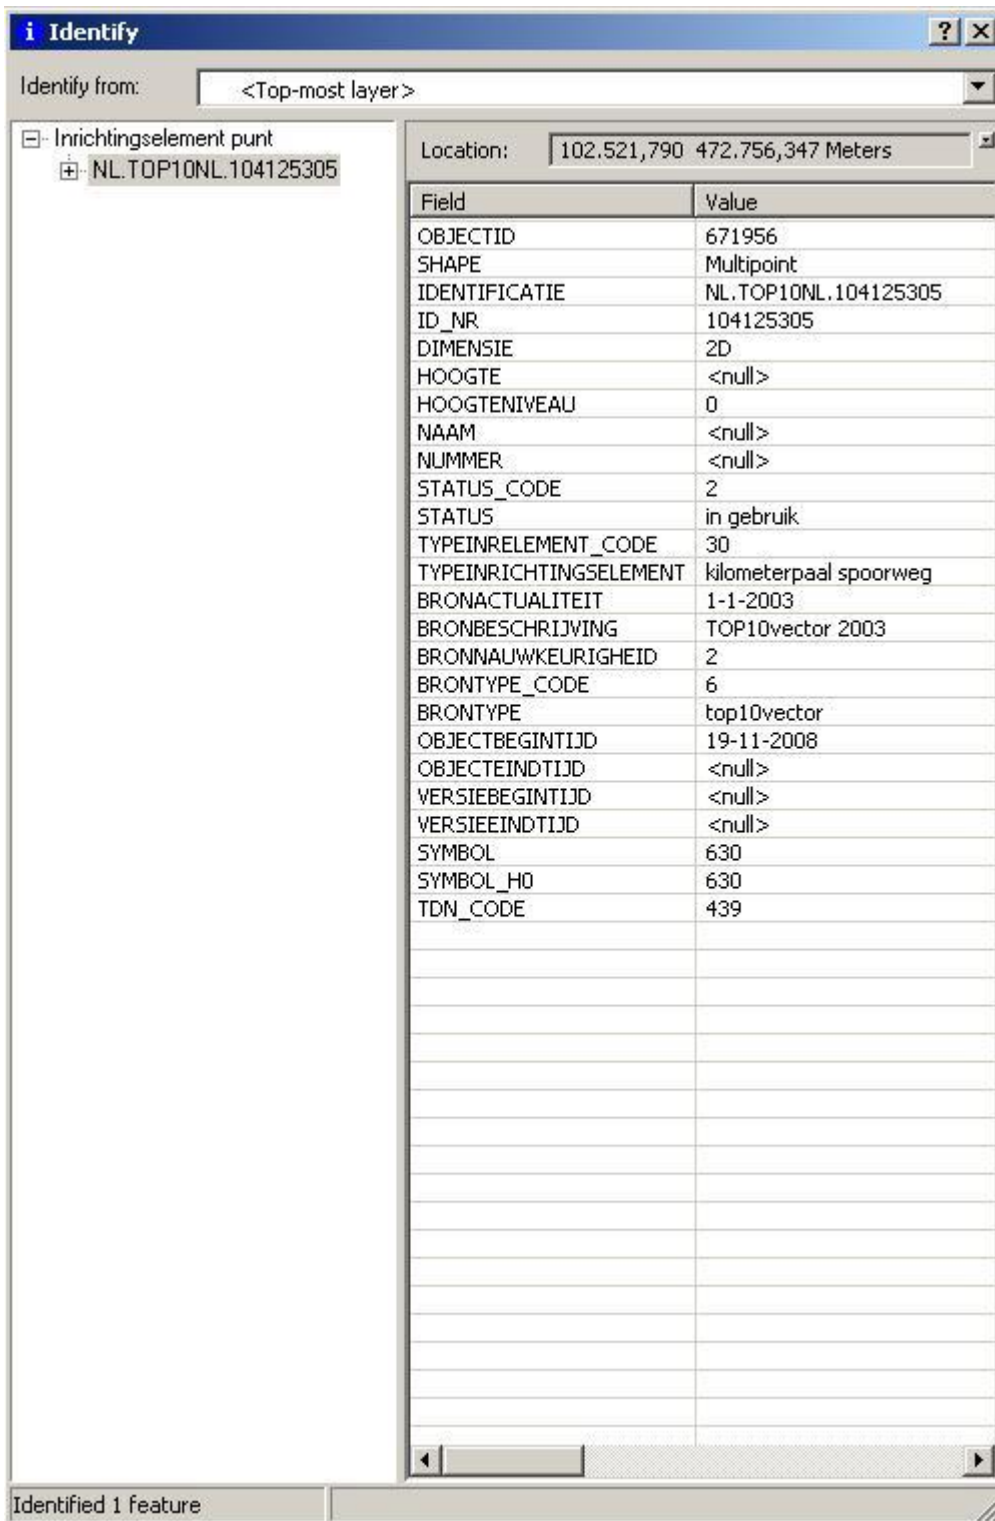 i Identify
Identify from: <Top-most layer>
Inrichtingselement punt
NL.TOP10NL.104125305
Location: 102.521,790 472.756,347 Meters
Field Value
OBJECTID 671956
SHAPE Multipoint
IDENTIFICATIE NL.TOP10NL.104125305
ID_NR 104125305
DIMENSIE 2D
HOOGTE <null>
HOOGTENIVEAU 0
NAAM <null>
NUMMER <null>
STATUS_CODE 2
STATUS in gebruik
TYPEINRELEMENT_CODE 30
TYPEINRICHTINGSELEMENT kilometerpaal spoorweg
BRONACTUALITEIT 1-1-2003
BRONBESCHRIJVING TOP10vector 2003
BRONNAUWKEURIGHEID 2
BRONTYPE_CODE 6
BRONTYPE top10vector
OBJECTBEGINTIJD 19-11-2008
OBJECTEINDTIJD <null>
VERSIEBEGINTIJD <null>
VERSIEEINDTIJD <null>
SYMBOL 630
SYMBOL_H0 630
TDN_CODE 439
Identified 1 feature